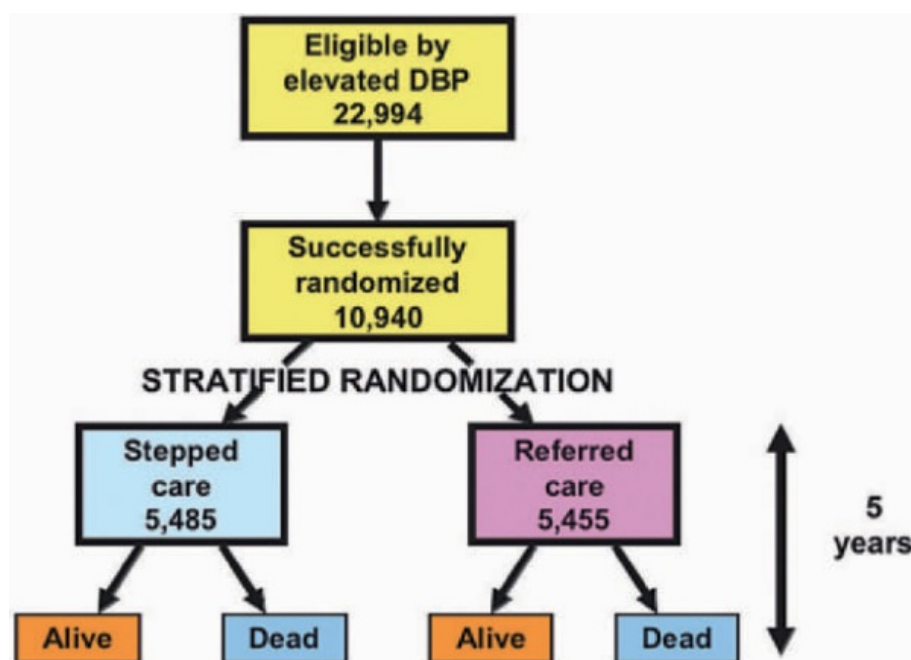 Eligible by
elevated DBP
22,994
Successfully
randomized
10,940
STRATIFIED RANDOMIZATION
Stepped
care
5,485
Referred
care
5,455
5
years
Alive
Dead
Alive
Dead